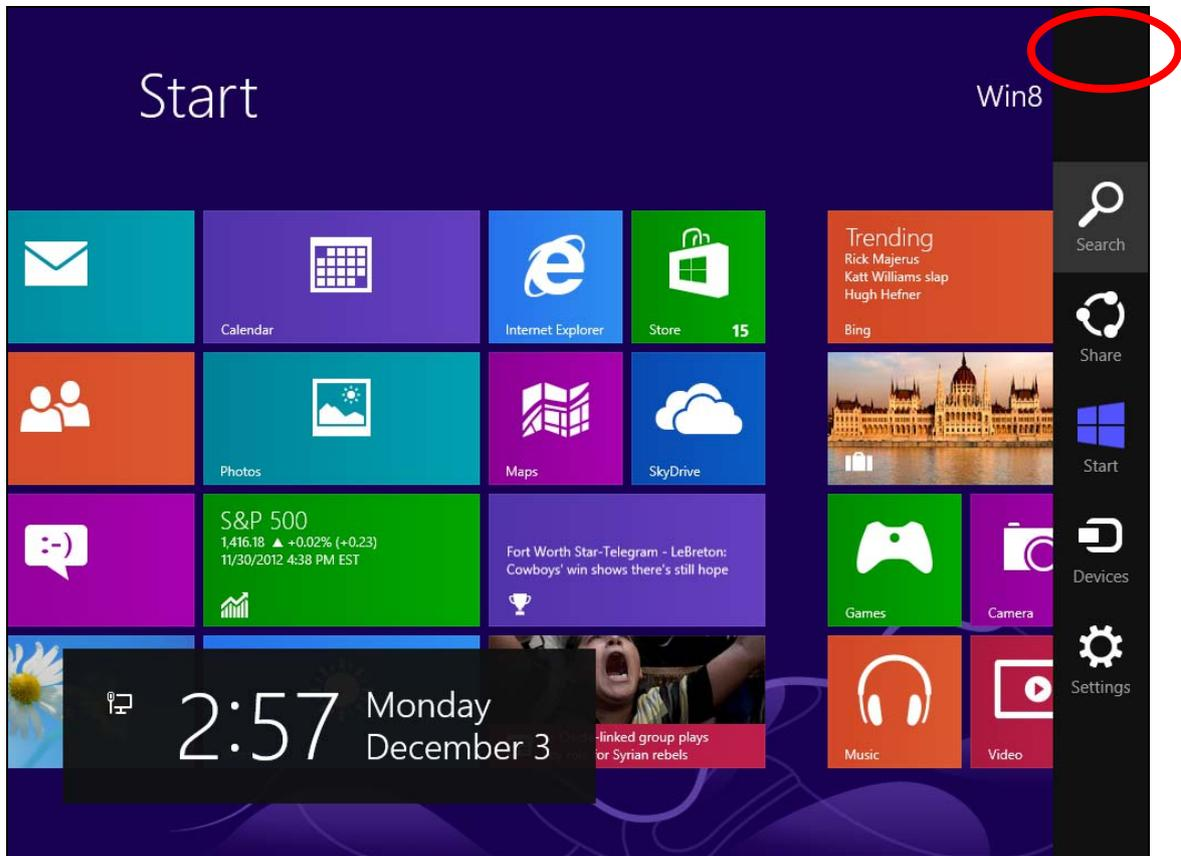 Start
Win8
Search
Share
Start
Devices
Settings
Calendar
Internet Explorer
Store 15
Trending
Rick Majerus
Katt Williams slap
Hugh Hefner
Bing
Photos
Maps
SkyDrive
S&P 500
1,416.18 ▲ +0.02% (+0.23)
11/30/2012 4:38 PM EST
Fort Worth Star-Telegram - LeBreton:
Cowboys' win shows there's still hope
Games
Camera
:-)
2:57
Monday
December 3
-linked group plays
for Syrian rebels
Music
Video